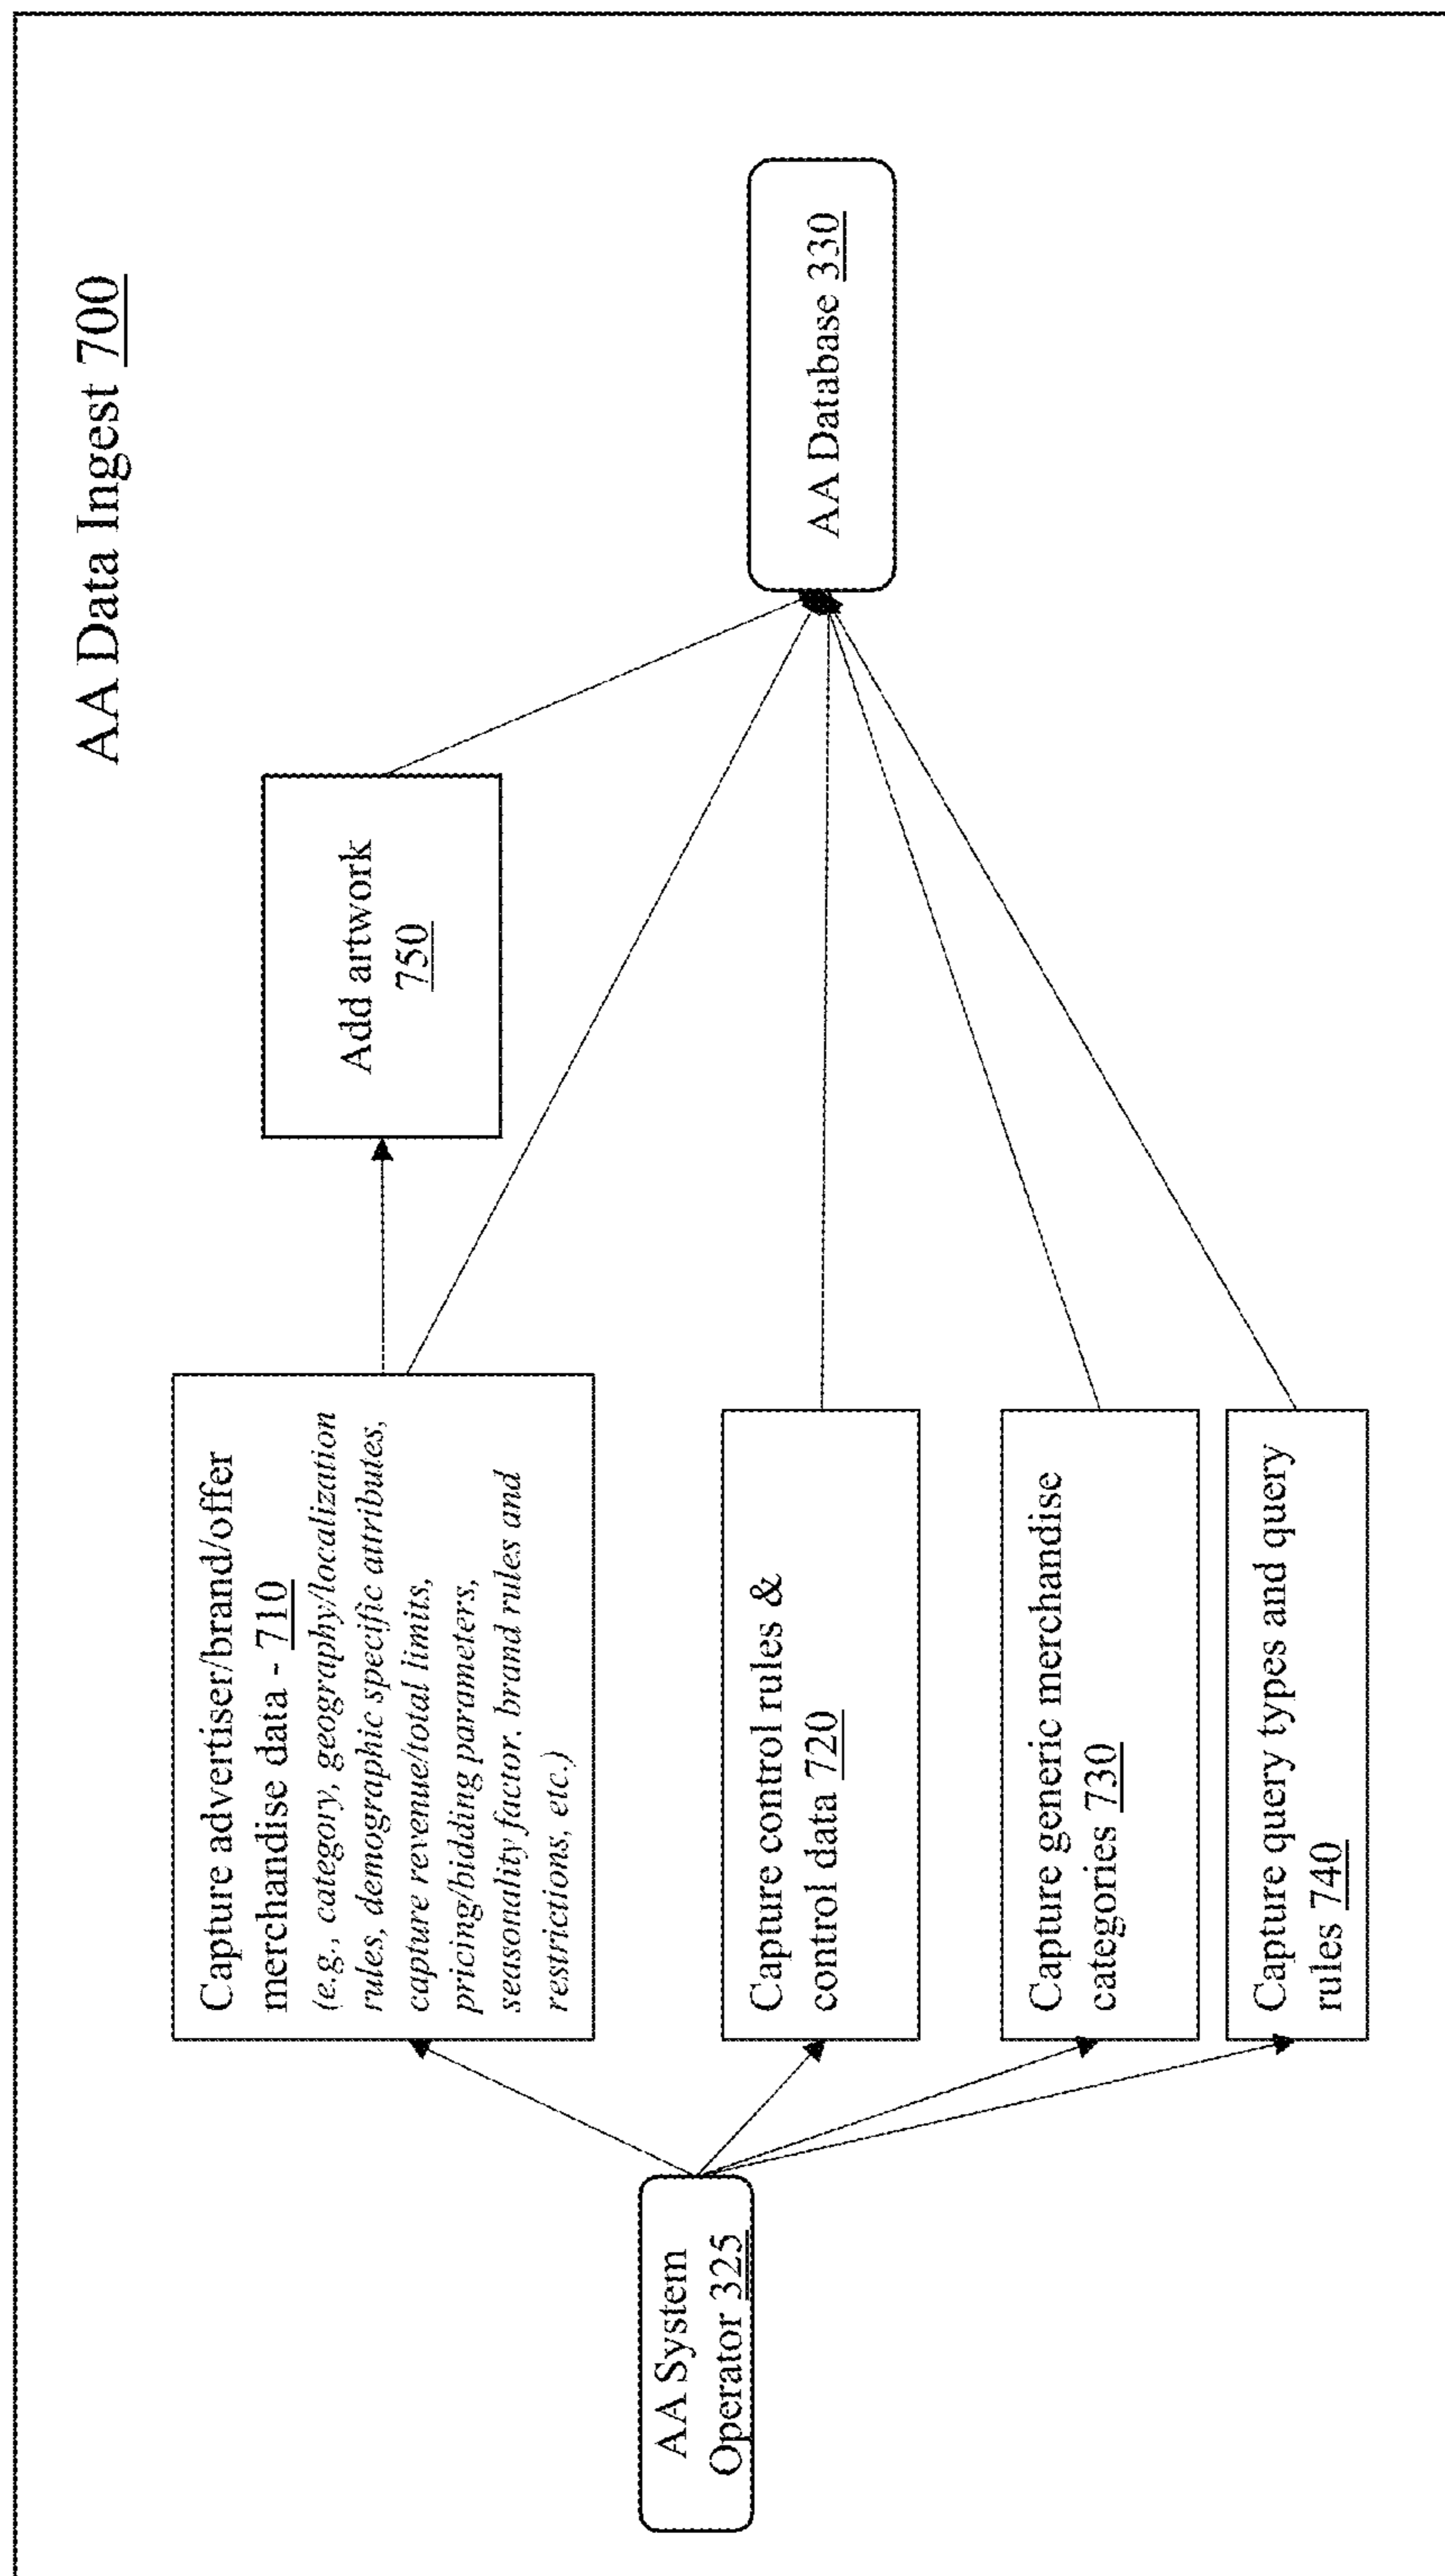 AA Data Ingest 700
Capture advertiser/brand/offer
merchandise data - 710
(e.g., category, geography/localization
rules, demographic specific attributes,
capture revenue/total limits,
pricing/bidding parameters,
seasonality factor. brand rules and
restrictions, etc.)
Add artwork
750
AA System
Operator 325
Capture control rules &
control data 720
AA Database 330
Capture generic merchandise
categories 730
Capture query types and query
rules 740